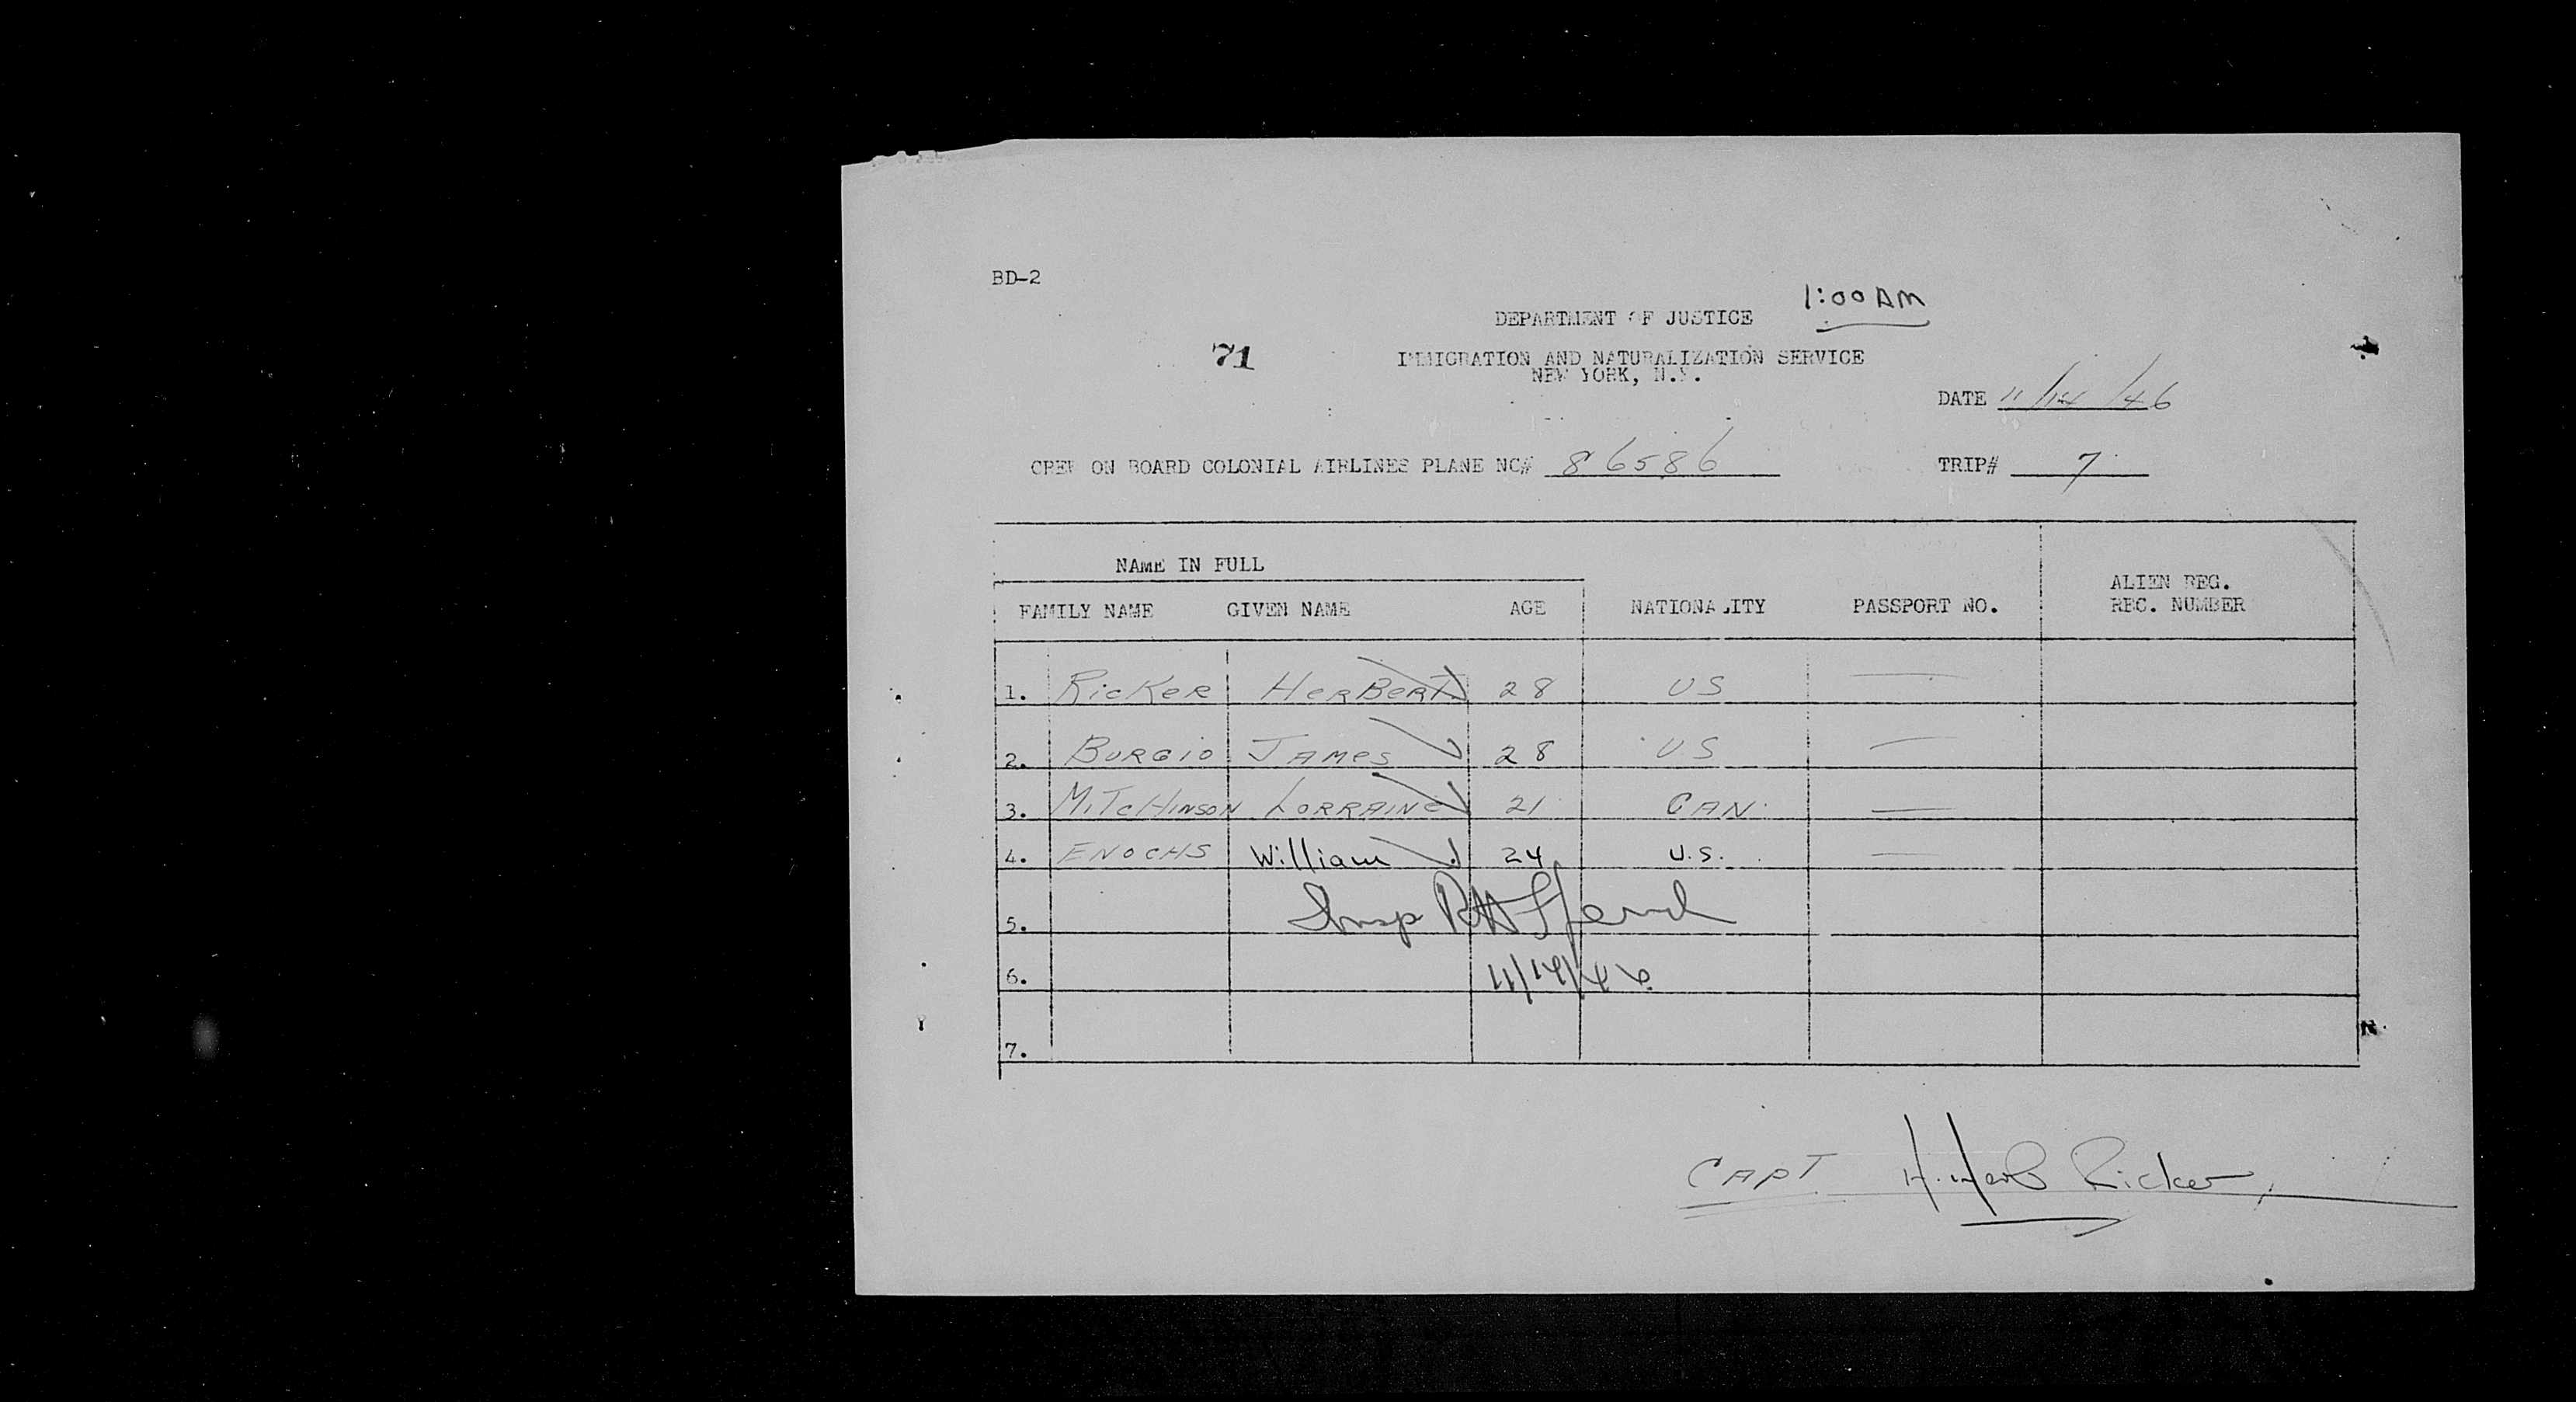 BD-2
1:00 AM
DEPARTMENT OF JUSTICE
71
IMMIGRATION AND NATURALIZATION SERVICE
NEW YORK, N.Y.
DATE 11/14/46
CREW ON BOARD COLONIAL AIRLINES PLANE NC# 86586 TRIP# 7
NAME IN FULL
ALIEN REG.
FAMILY NAME GIVEN NAME AGE NATIONALITY PASSPORT NO. REC. NUMBER
1. RicKeR HerBerT 28 US —
2. BURGiO JAMes 28 US —
3. MiTcHiNSON LORRAINe 21 CAN. —
4. ENOCHS William 24 U.S. —
Insp
5.
6. 11/14/46
7.
CAPT H. Herb Ricker